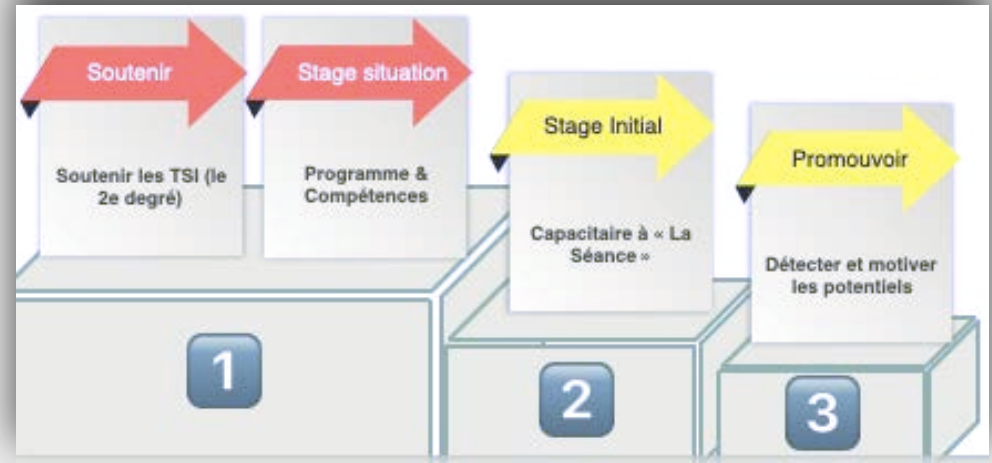 Soutenir
Soutenir les TSI (le
2e degré)
Stage situation
Programme &
Compétences
Stage Initial
Capacitaire à « La
Séance »
Promouvoir
Détecter et motiver
les potentiels
1
2
3